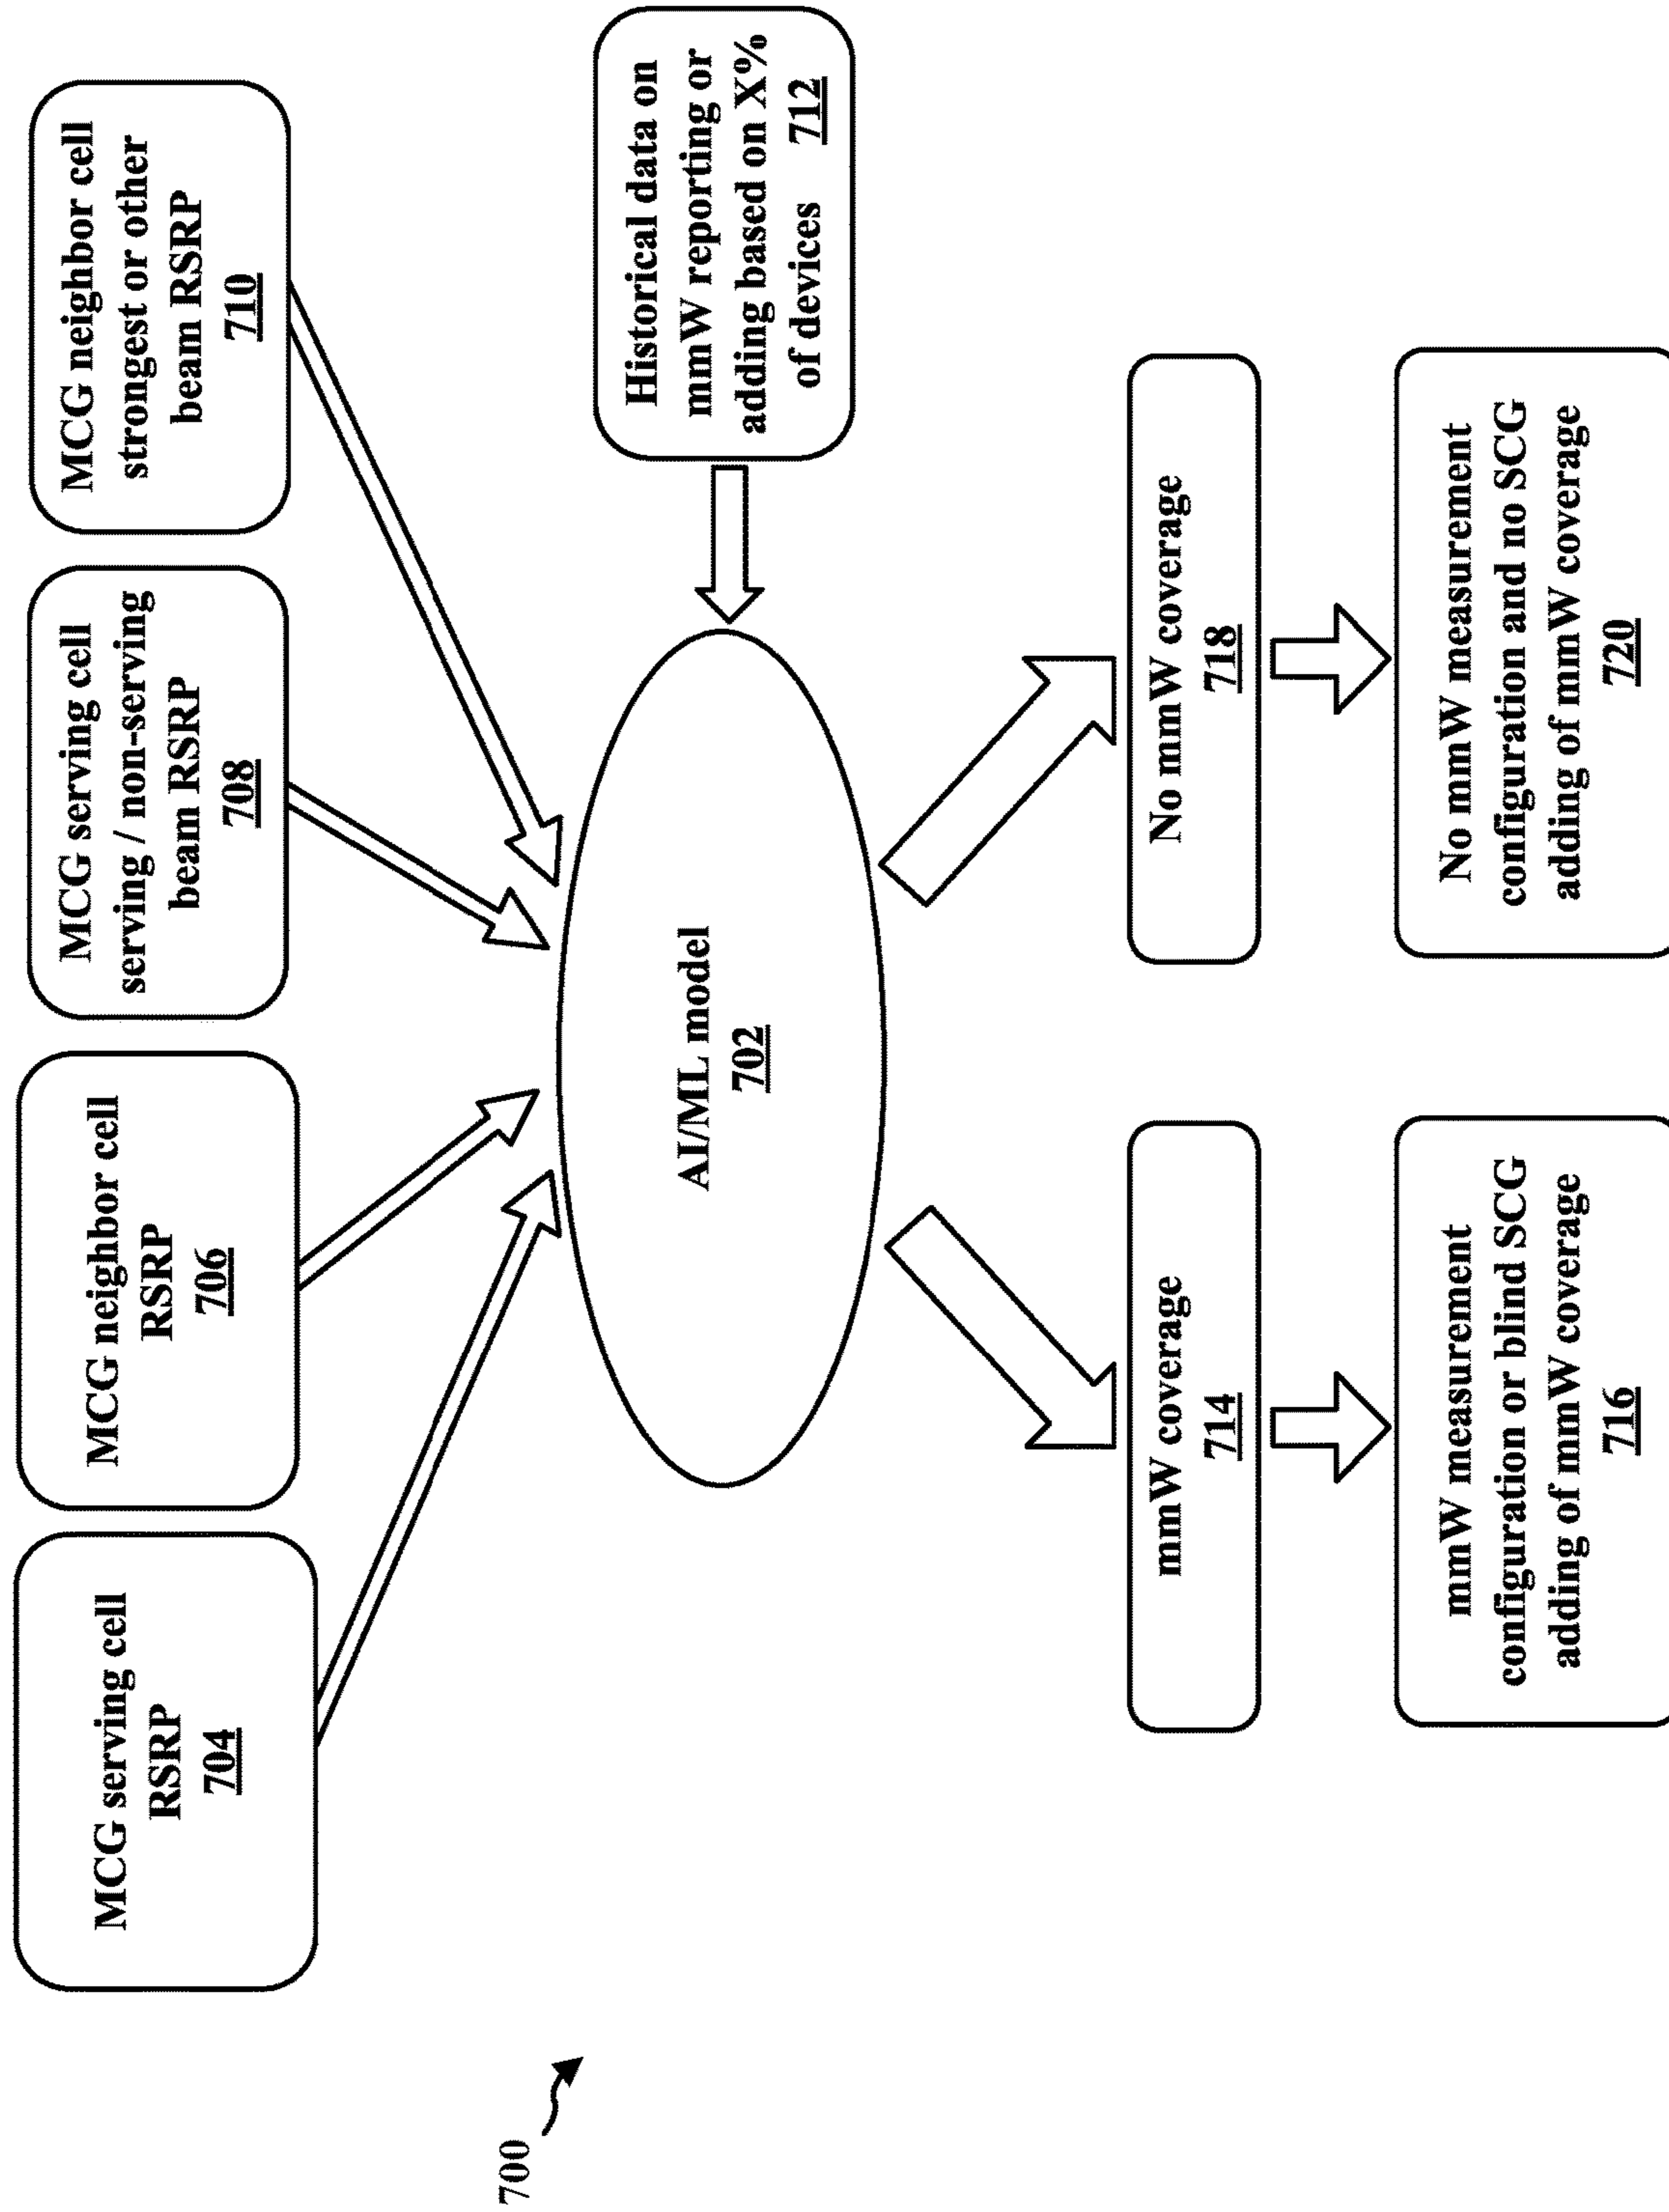 700
MCG serving cell
RSRP
704
MCG neighbor cell
RSRP
706
MCG serving cell
serving / non-serving
beam RSRP
708
MCG neighbor cell
strongest or other
beam RSRP
710
AI/ML model
702
Historical data on
mmW reporting or
adding based on X%
of devices 712
mmW coverage
714
No mmW coverage
718
mmW measurement
configuration or blind SCG
adding of mmW coverage
716
No mmW measurement
configuration and no SCG
adding of mmW coverage
720